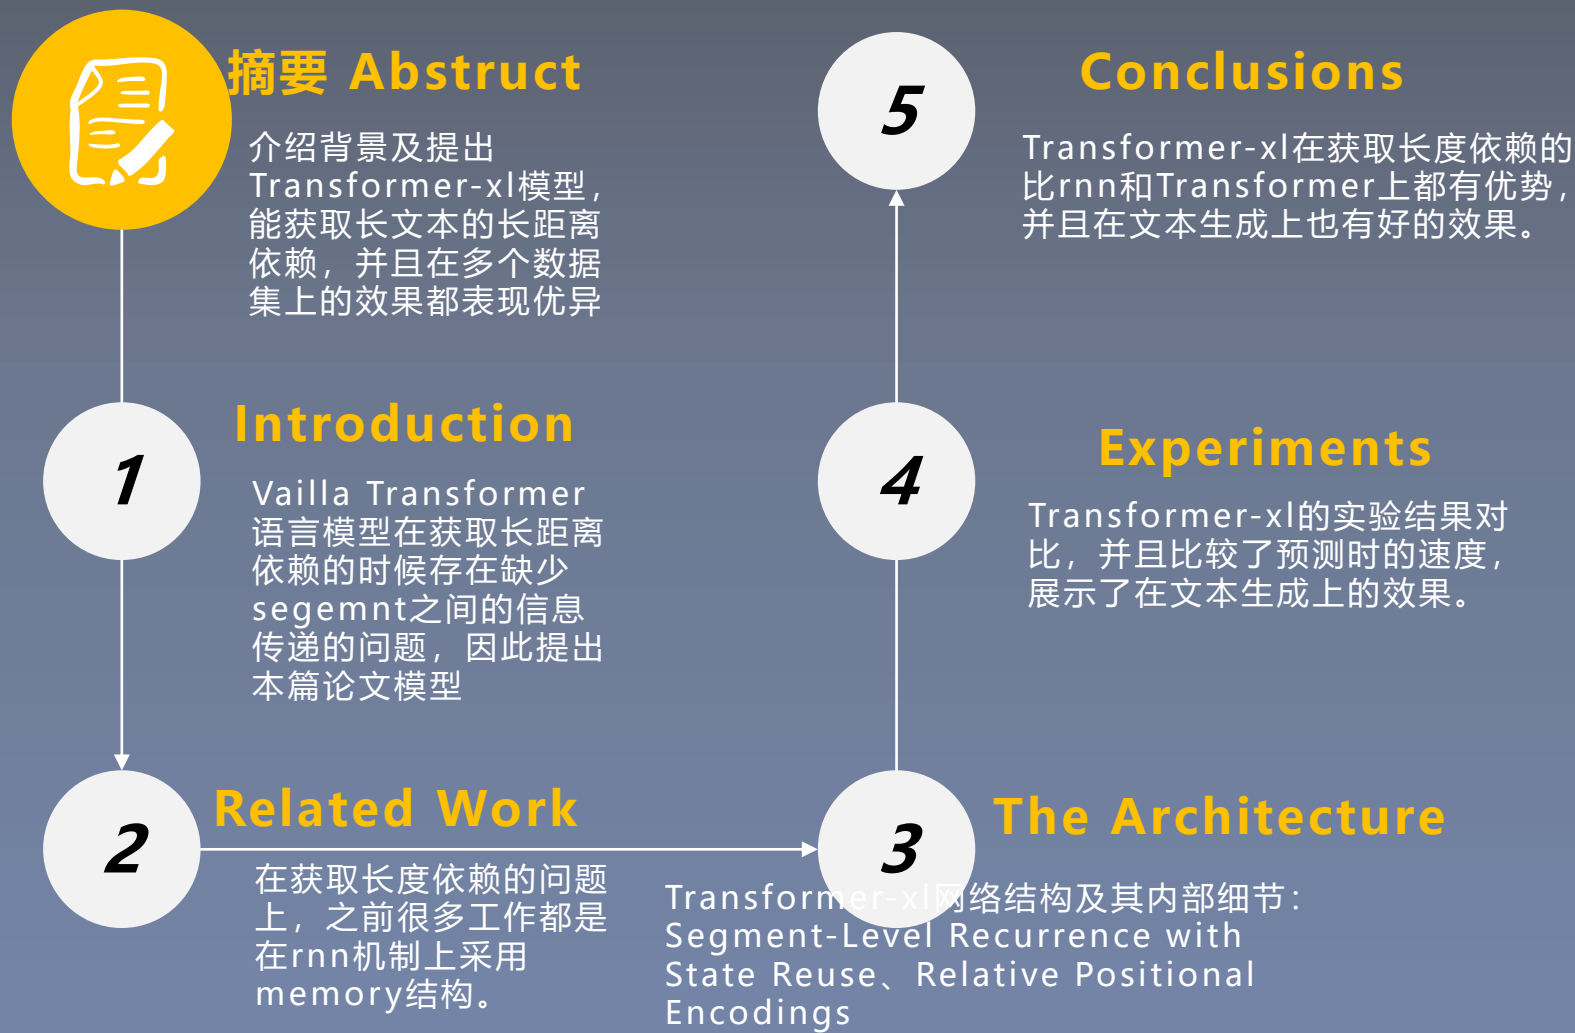 摘要 Abstruct
介绍背景及提出
Transformer-xl模型，
能获取长文本的长距离
依赖，并且在多个数据
集上的效果都表现优异
1
Introduction
Vailla Transformer
语言模型在获取长距离
依赖的时候存在缺少
segemnt之间的信息
传递的问题，因此提出
本篇论文模型
2
Related Work
在获取长度依赖的问题
上，之前很多工作都是
在rnn机制上采用
memory结构。
3
The Architecture
Transformer-xl网络结构及其内部细节：
Segment-Level Recurrence with
State Reuse、Relative Positional
Encodings
4
Experiments
Transformer-xl的实验结果对
比，并且比较了预测时的速度，
展示了在文本生成上的效果。
5
Conclusions
Transformer-xl在获取长度依赖的
比rnn和Transformer上都有优势，
并且在文本生成上也有好的效果。